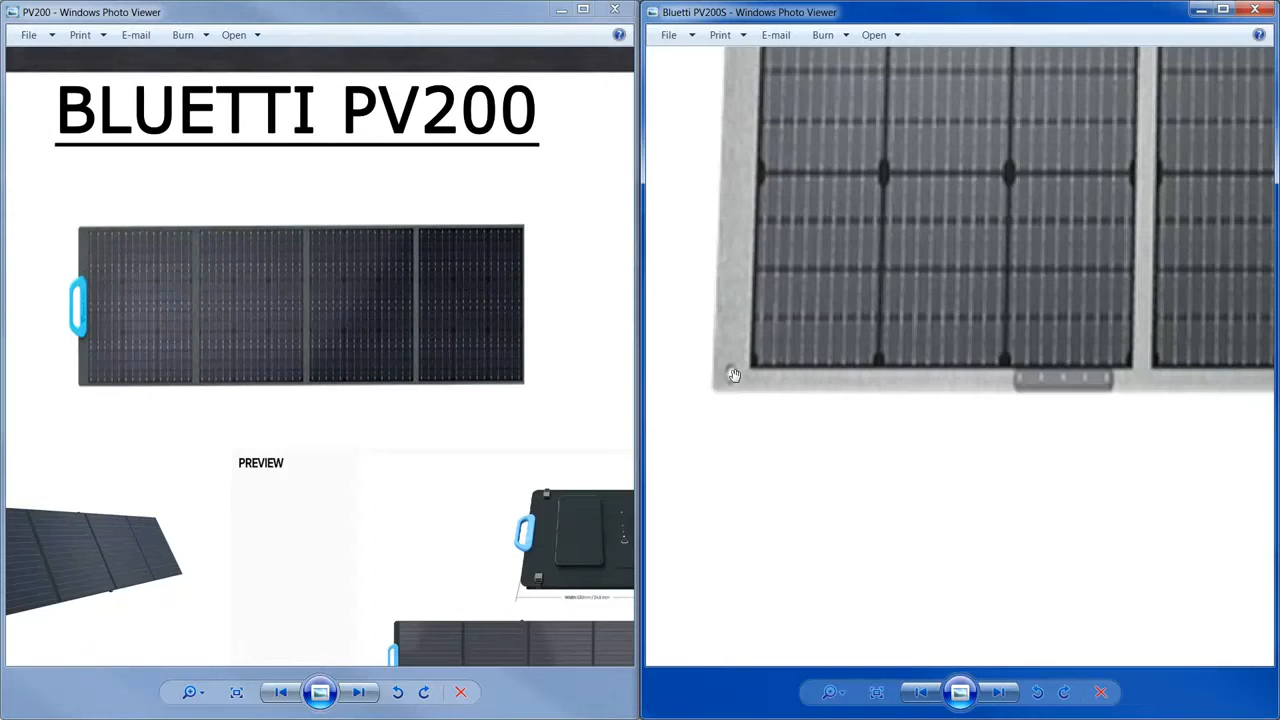 PV200 - Windows Photo Viewer
File Print E-mail Burn Open
BLUETTI PV200
PREVIEW
Bluetti PV200S - Windows Photo Viewer
File Print E-mail Burn Open